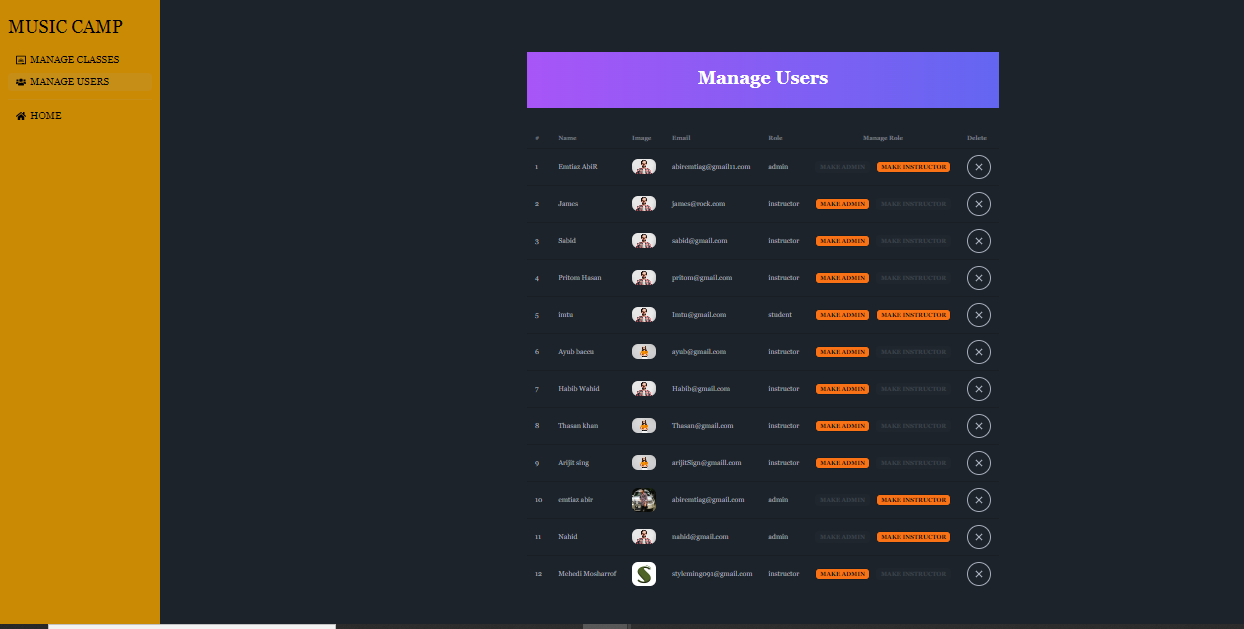 MUSIC CAMP
MANAGE CLASSES
MANAGE USERS
HOME
Manage Users
# Name Image Email Role Manage Role Delete
1 Emtiaz AbiR abiremtiag@gmail11.com admin MAKE ADMIN MAKE INSTRUCTOR
2 James james@rock.com instructor MAKE ADMIN MAKE INSTRUCTOR
3 Sabid sabid@gmail.com instructor MAKE ADMIN MAKE INSTRUCTOR
4 Pritom Hasan pritom@gmail.com instructor MAKE ADMIN MAKE INSTRUCTOR
5 imtu Imtu@gmail.com student MAKE ADMIN MAKE INSTRUCTOR
6 Ayub baccu ayub@gmail.com instructor MAKE ADMIN MAKE INSTRUCTOR
7 Habib Wahid Habib@gmail.com instructor MAKE ADMIN MAKE INSTRUCTOR
8 Thasan khan Thasan@gmail.com instructor MAKE ADMIN MAKE INSTRUCTOR
9 Arijit sing arijitSign@gmaill.com instructor MAKE ADMIN MAKE INSTRUCTOR
10 emtiaz abir abiremtiag@gmail.com admin MAKE ADMIN MAKE INSTRUCTOR
11 Nahid nahid@gmail.com admin MAKE ADMIN MAKE INSTRUCTOR
12 Mehedi Mosharrof styleming091@gmail.com instructor MAKE ADMIN MAKE INSTRUCTOR